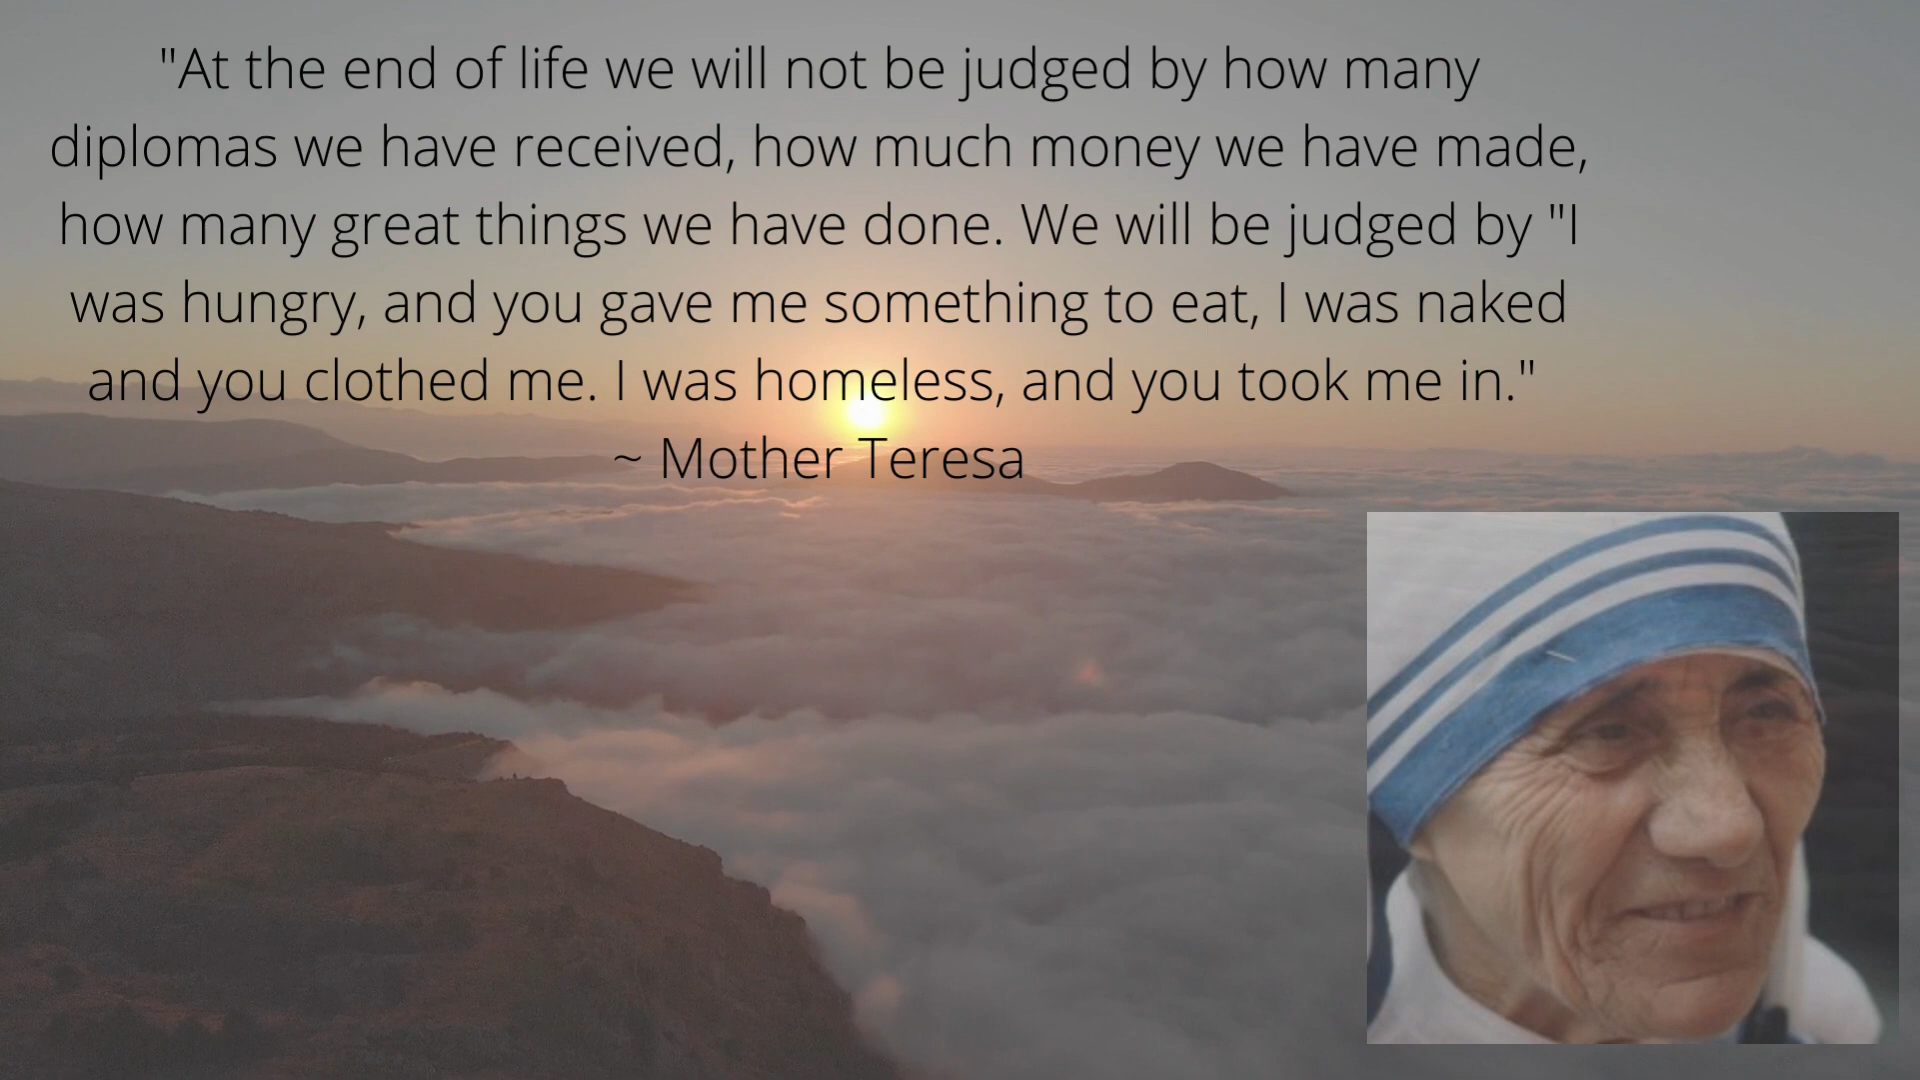 "At the end of life we will not be judged by how many
diplomas we have received, how much money we have made,
how many great things we have done. We will be judged by "I
was hungry, and you gave me something to eat, I was naked
and you clothed me. I was homeless, and you took me in."
~ Mother Teresa